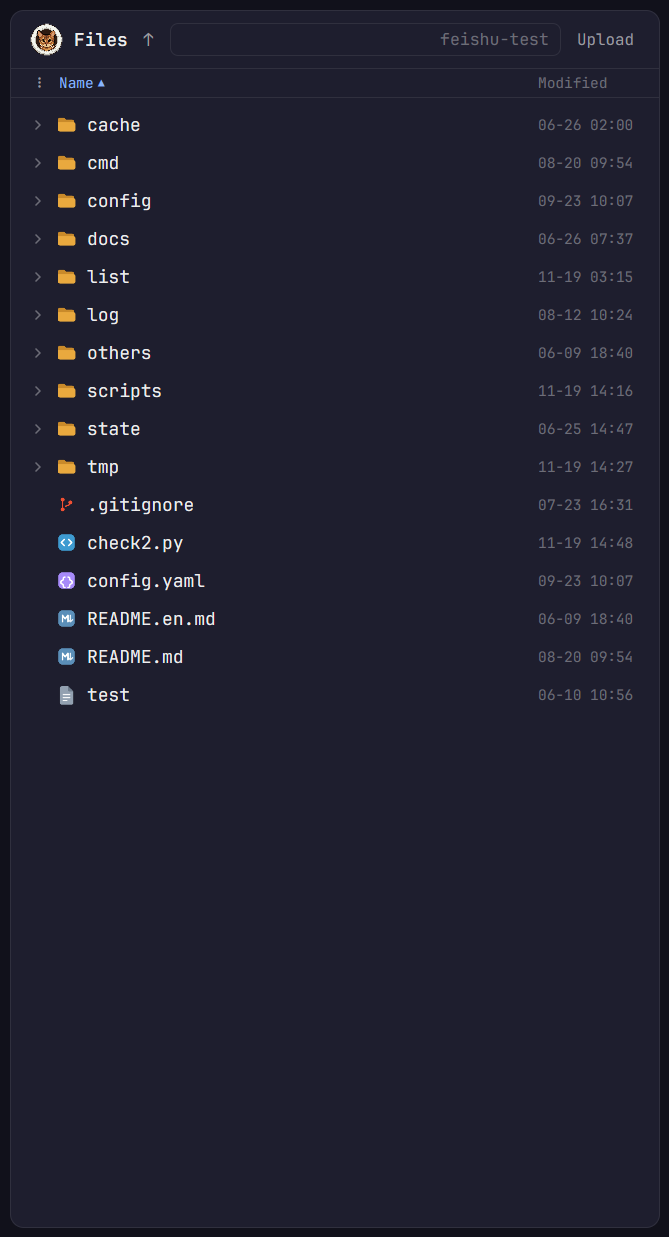 Files ↑ feishu-test Upload
Name ▲ Modified
cache 06-26 02:00
cmd 08-20 09:54
config 09-23 10:07
docs 06-26 07:37
list 11-19 03:15
log 08-12 10:24
others 06-09 18:40
scripts 11-19 14:16
state 06-25 14:47
tmp 11-19 14:27
.gitignore 07-23 16:31
check2.py 11-19 14:48
config.yaml 09-23 10:07
README.en.md 06-09 18:40
README.md 08-20 09:54
test 06-10 10:56